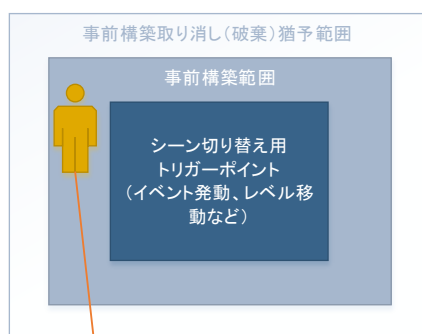 事前構築取り消し（破棄）猶予範囲
事前構築範囲
シーン切り替え用
トリガーポイント
（イベント発動、レベル移
動など）